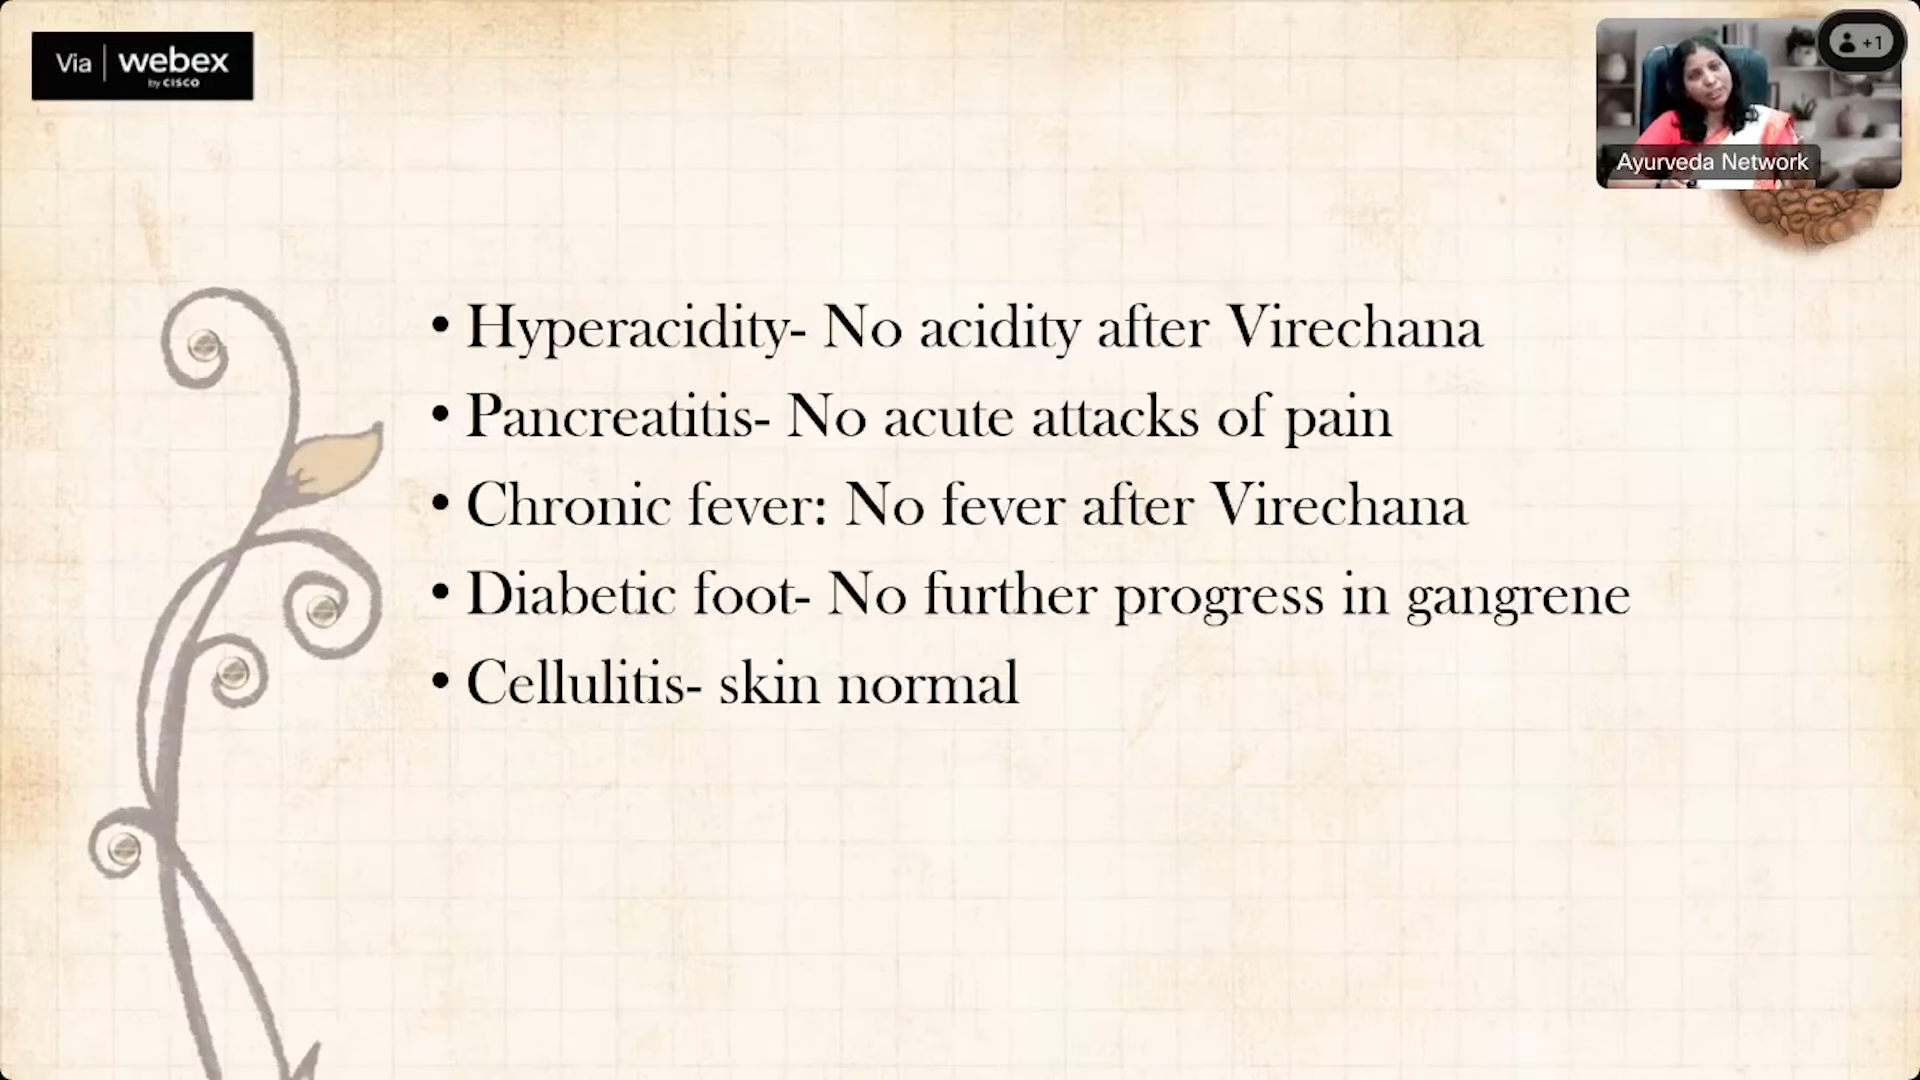 Via webex
by CISCO
+1
Ayurveda Network
• Hyperacidity- No acidity after Virechana
• Pancreatitis- No acute attacks of pain
• Chronic fever: No fever after Virechana
• Diabetic foot- No further progress in gangrene
• Cellulitis- skin normal